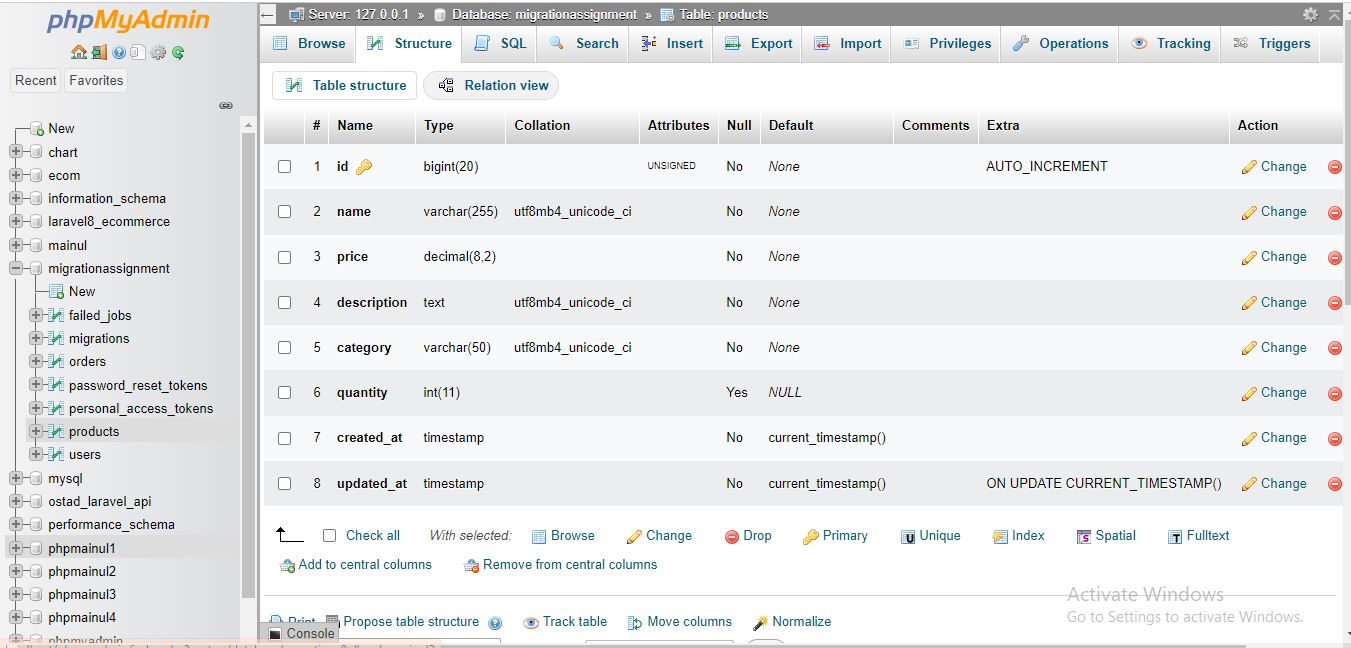 phpMyAdmin
Recent Favorites
New
chart
ecom
information_schema
laravel8_ecommerce
mainul
migrationassignment
New
failed_jobs
migrations
orders
password_reset_tokens
personal_access_tokens
products
users
mysql
ostad_laravel_api
performance_schema
phpmainul1
phpmainul2
phpmainul3
phpmainul4
phpmyadmin
Server: 127.0.0.1 » Database: migrationassignment » Table: products
Browse Structure SQL Search Insert Export Import Privileges Operations Tracking Triggers
Table structure Relation view
# Name Type Collation Attributes Null Default Comments Extra Action
1 id bigint(20) UNSIGNED No None AUTO_INCREMENT Change
2 name varchar(255) utf8mb4_unicode_ci No None Change
3 price decimal(8,2) No None Change
4 description text utf8mb4_unicode_ci No None Change
5 category varchar(50) utf8mb4_unicode_ci No None Change
6 quantity int(11) Yes NULL Change
7 created_at timestamp No current_timestamp() Change
8 updated_at timestamp No current_timestamp() ON UPDATE CURRENT_TIMESTAMP() Change
Check all With selected: Browse Change Drop Primary Unique Index Spatial Fulltext
Add to central columns Remove from central columns
Print Propose table structure Track table Move columns Normalize
Console
Activate Windows
Go to Settings to activate Windows.